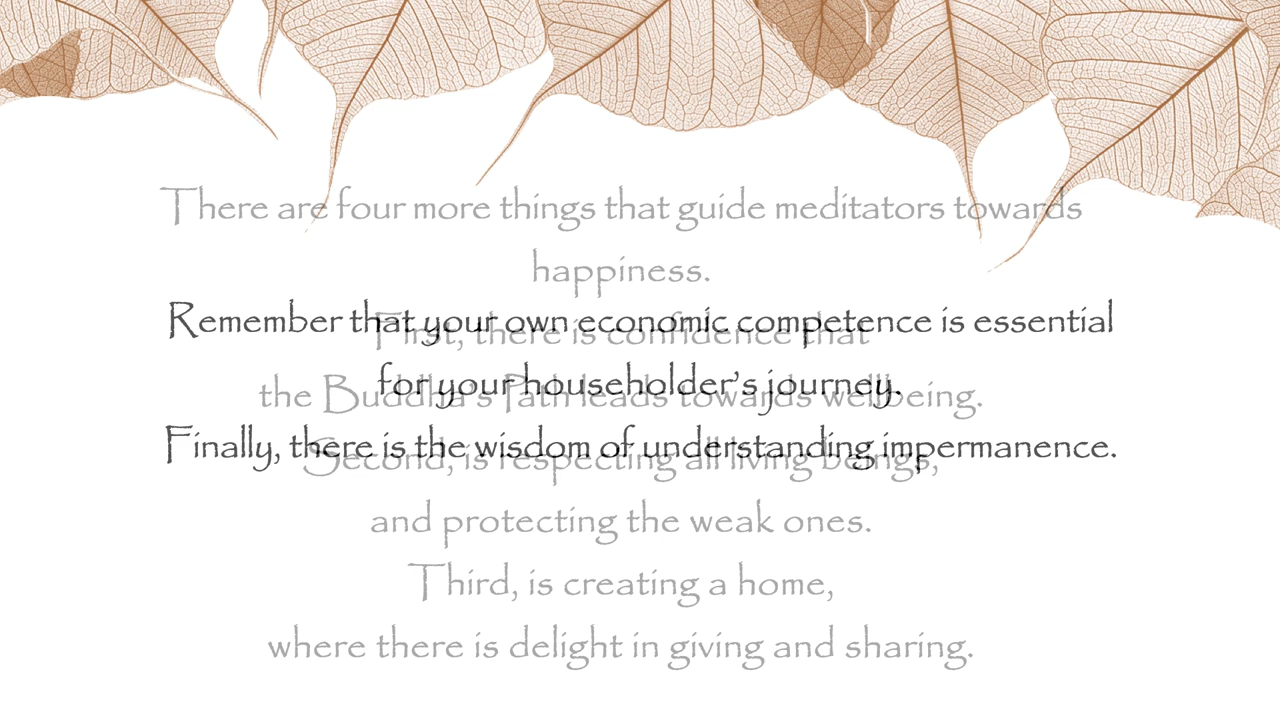 There are four more things that guide meditators towards
happiness.
First, there is confidence that
the Buddha's Path leads towards wellbeing.
Second, is respecting all living beings,
and protecting the weak ones.
Third, is creating a home,
where there is delight in giving and sharing.
Remember that your own economic competence is essential
for your householder's journey.
Finally, there is the wisdom of understanding impermanence.